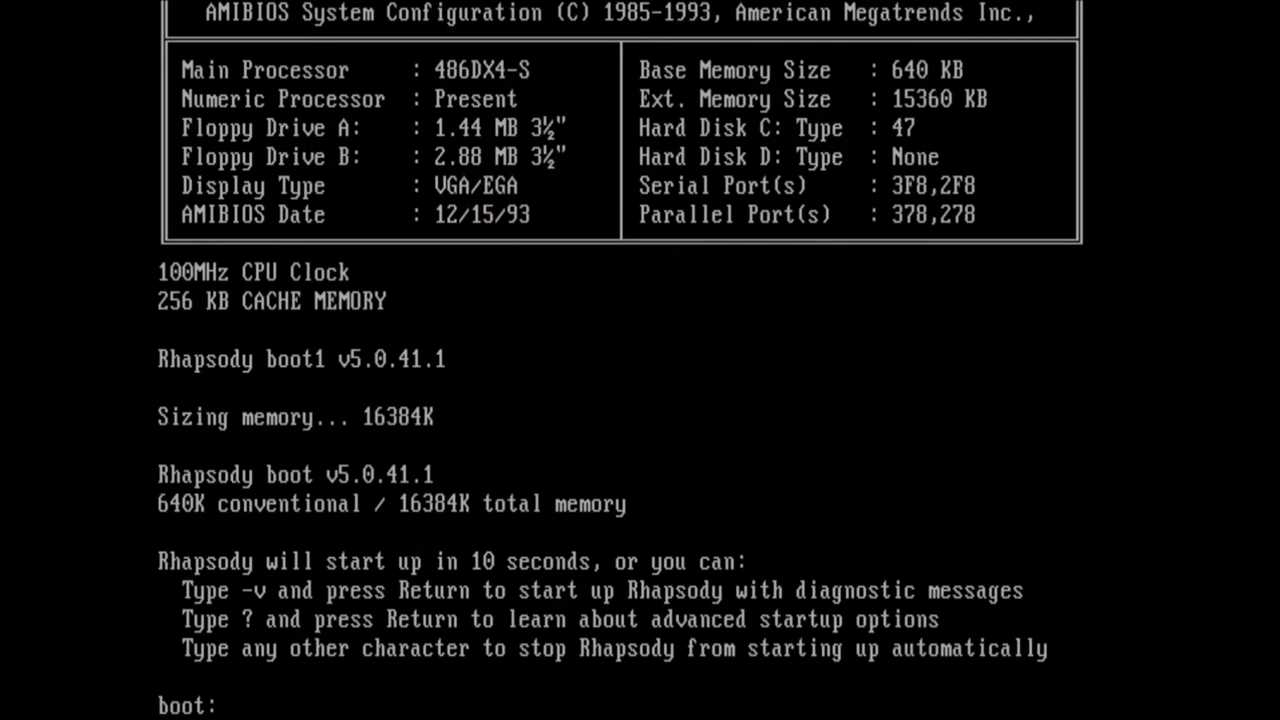 AMIBIOS System Configuration (C) 1985-1993, American Megatrends Inc.,
Main Processor : 486DX4-S Base Memory Size : 640 KB
Numeric Processor : Present Ext. Memory Size : 15360 KB
Floppy Drive A: : 1.44 MB 3½" Hard Disk C: Type : 47
Floppy Drive B: : 2.88 MB 3½" Hard Disk D: Type : None
Display Type : VGA/EGA Serial Port(s) : 3F8,2F8
AMIBIOS Date : 12/15/93 Parallel Port(s) : 378,278
100MHz CPU Clock
256 KB CACHE MEMORY
Rhapsody boot1 v5.0.41.1
Sizing memory... 16384K
Rhapsody boot v5.0.41.1
640K conventional / 16384K total memory
Rhapsody will start up in 10 seconds, or you can:
Type -v and press Return to start up Rhapsody with diagnostic messages
Type ? and press Return to learn about advanced startup options
Type any other character to stop Rhapsody from starting up automatically
boot: